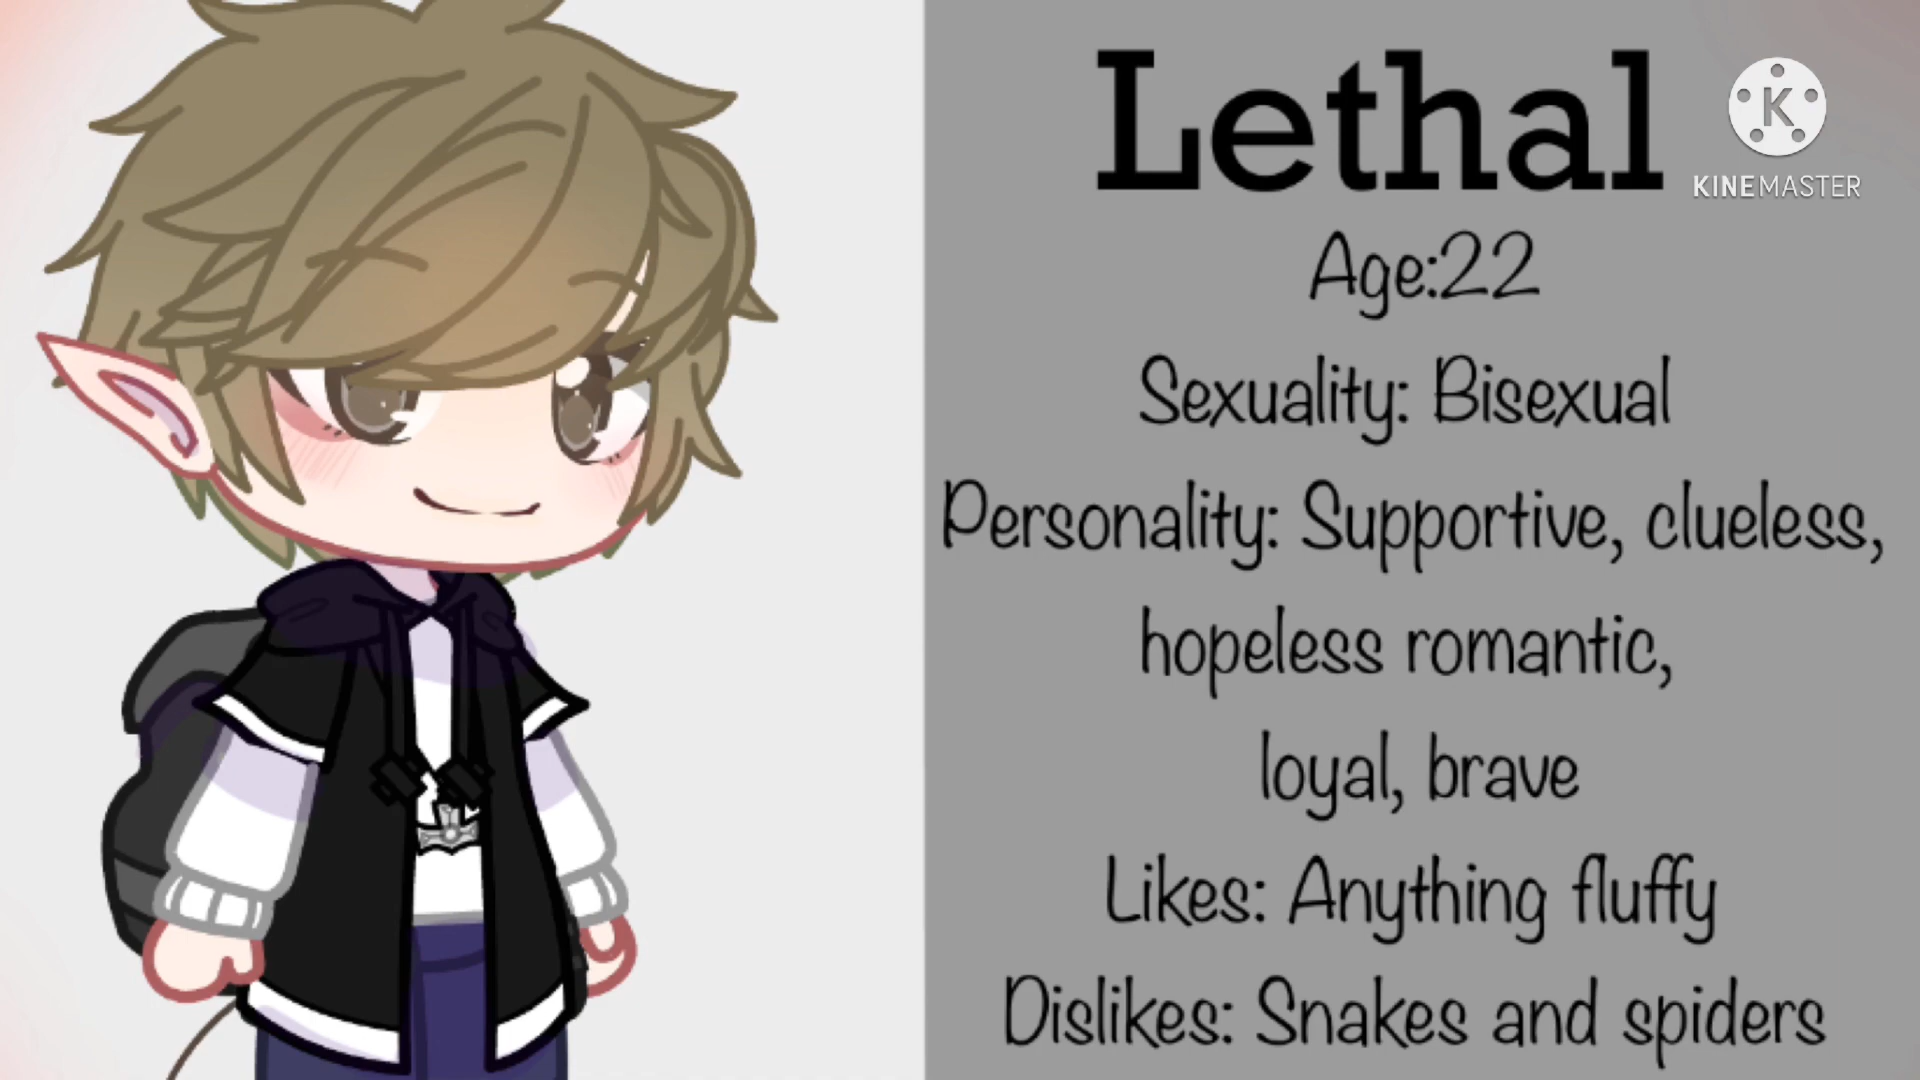 Lethal
K
KINEMASTER
Age:22
Sexuality: Bisexual
Personality: Supportive, clueless,
hopeless romantic,
loyal, brave
Likes: Anything fluffy
Dislikes: Snakes and spiders